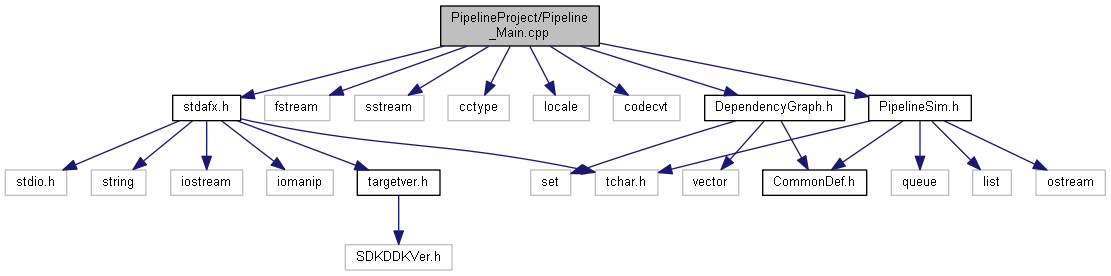 PipelineProject/Pipeline
_Main.cpp
stdafx.h
fstream
sstream
cctype
locale
codecvt
DependencyGraph.h
PipelineSim.h
stdio.h
string
iostream
iomanip
targetver.h
set
tchar.h
vector
CommonDef.h
queue
list
ostream
SDKDDKVer.h